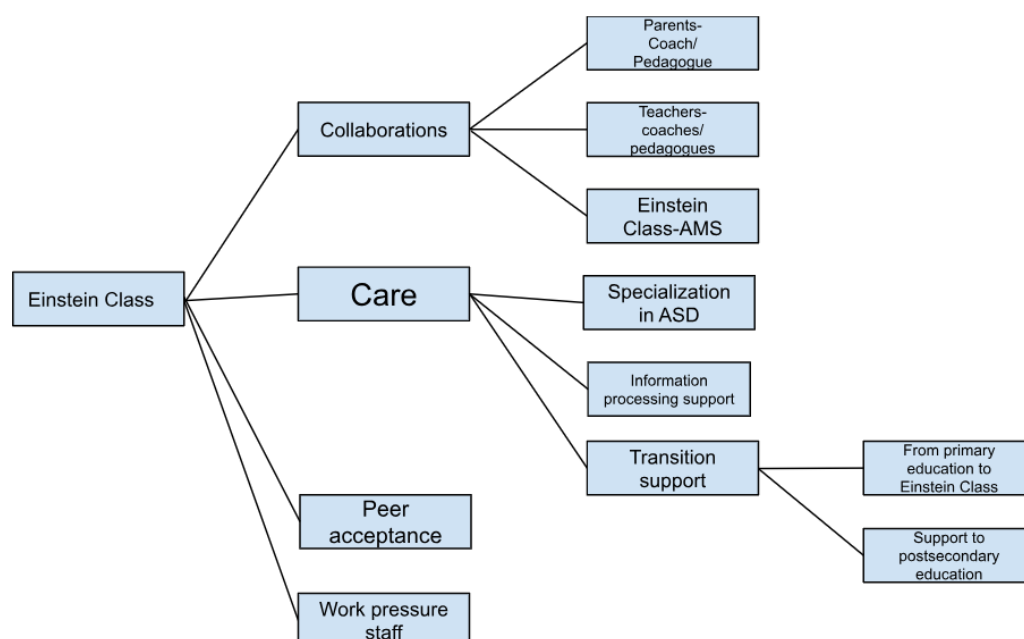 Parents-
Coach/
Pedagogue
Collaborations
Teachers-
coaches/
pedagogues
Einstein
Class-AMS
Einstein Class
Care
Specialization
in ASD
Information
processing support
Transition
support
From primary
education to
Einstein Class
Peer
acceptance
Support to
postsecondary
education
Work pressure
staff